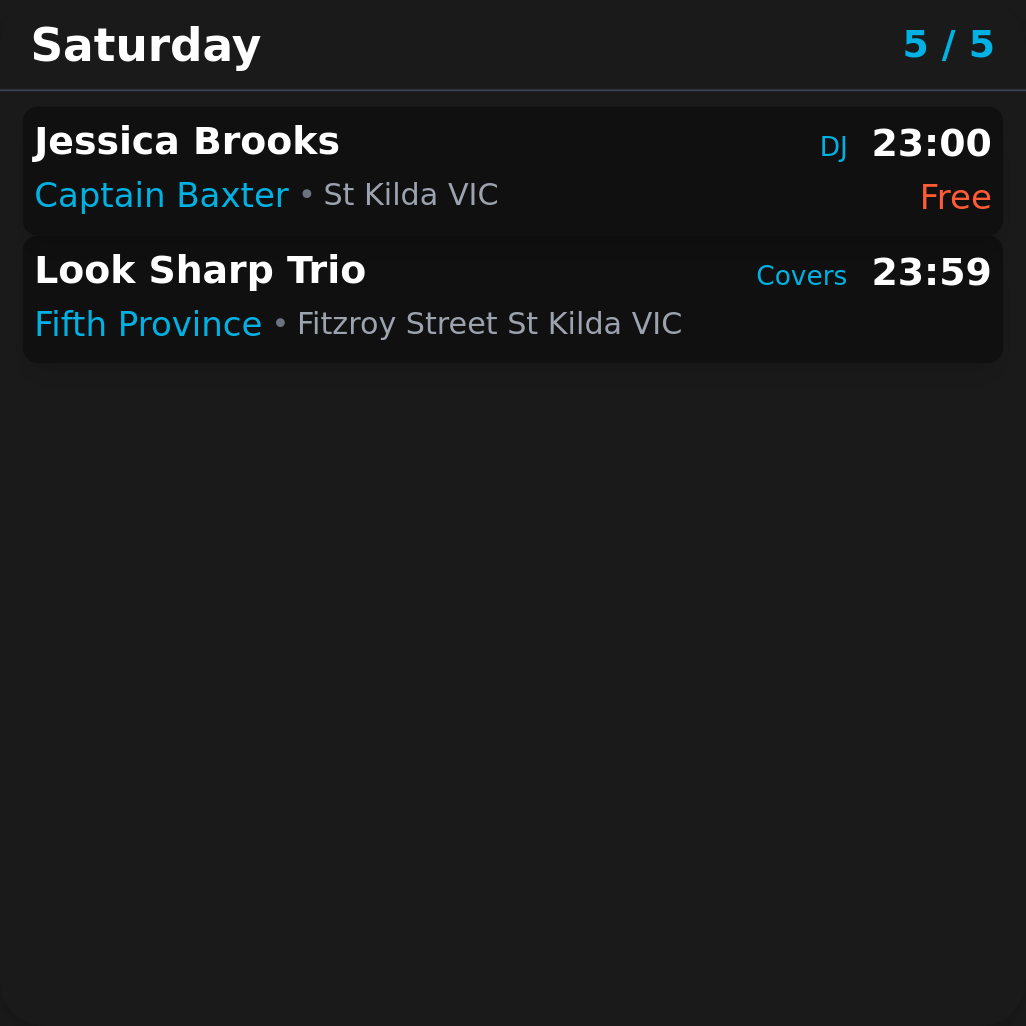 Saturday 5 / 5
Jessica Brooks DJ 23:00
Captain Baxter • St Kilda VIC Free
Look Sharp Trio Covers 23:59
Fifth Province • Fitzroy Street St Kilda VIC